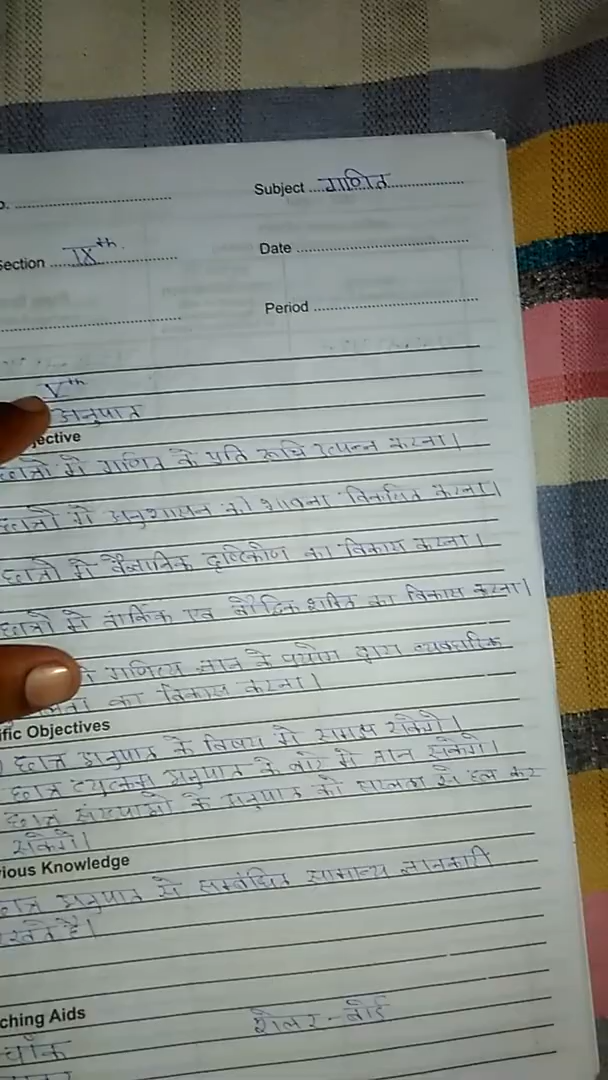 Subject ....गणित
Section ....IXth.
Date
Period
Vth
अनुपात
jective
छात्रो में गणित के प्रति रूचि उत्पन्न करना।
छात्रों में अनुशासन की भावना विकसित करना।
छात्रो में वैज्ञानिक दृष्टिकोण का विकास करना।
छात्रो में तार्किक एवं बौद्धिक शक्ति का विकास करना।
गणितीय ज्ञान के प्रयोग द्वारा व्यवहारिक
का विकास करना।
ific Objectives
छात्र अनुपात के विषय में समझ सकेंगे।
छात्र व्युत्क्रम अनुपात के बारे में जान सकेंगे।
छात्र संख्याओं के अनुपात को सरलता से हल कर
सकेंगे।
ious Knowledge
छात्र अनुपात से सम्बंधित सामान्य जानकारी
रखते है।
ching Aids
रोलर-बोर्ड
चॉक